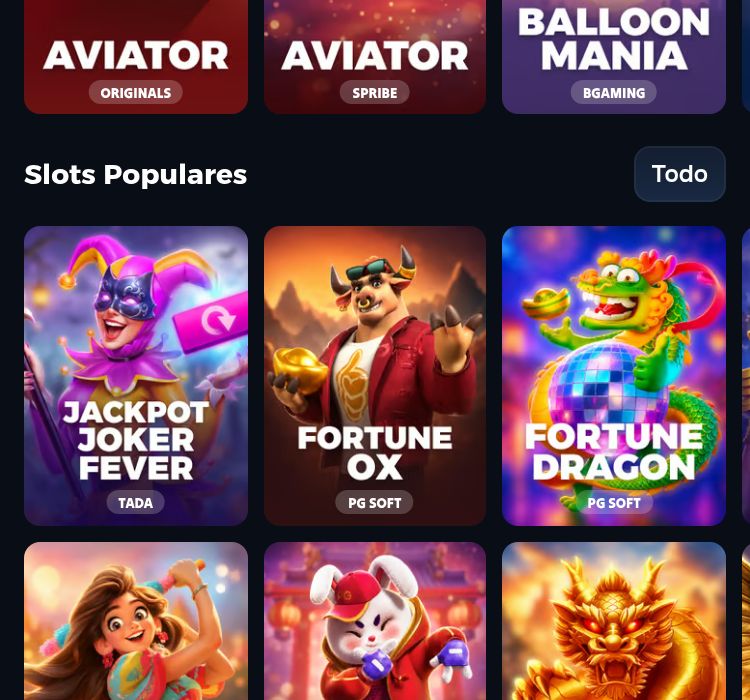 AVIATOR
ORIGINALS
AVIATOR
SPRIBE
BALLOON
MANIA
BGAMING
Slots Populares
Todo
JACKPOT
JOKER
FEVER
TADA
FORTUNE
OX
PG SOFT
FORTUNE
DRAGON
PG SOFT